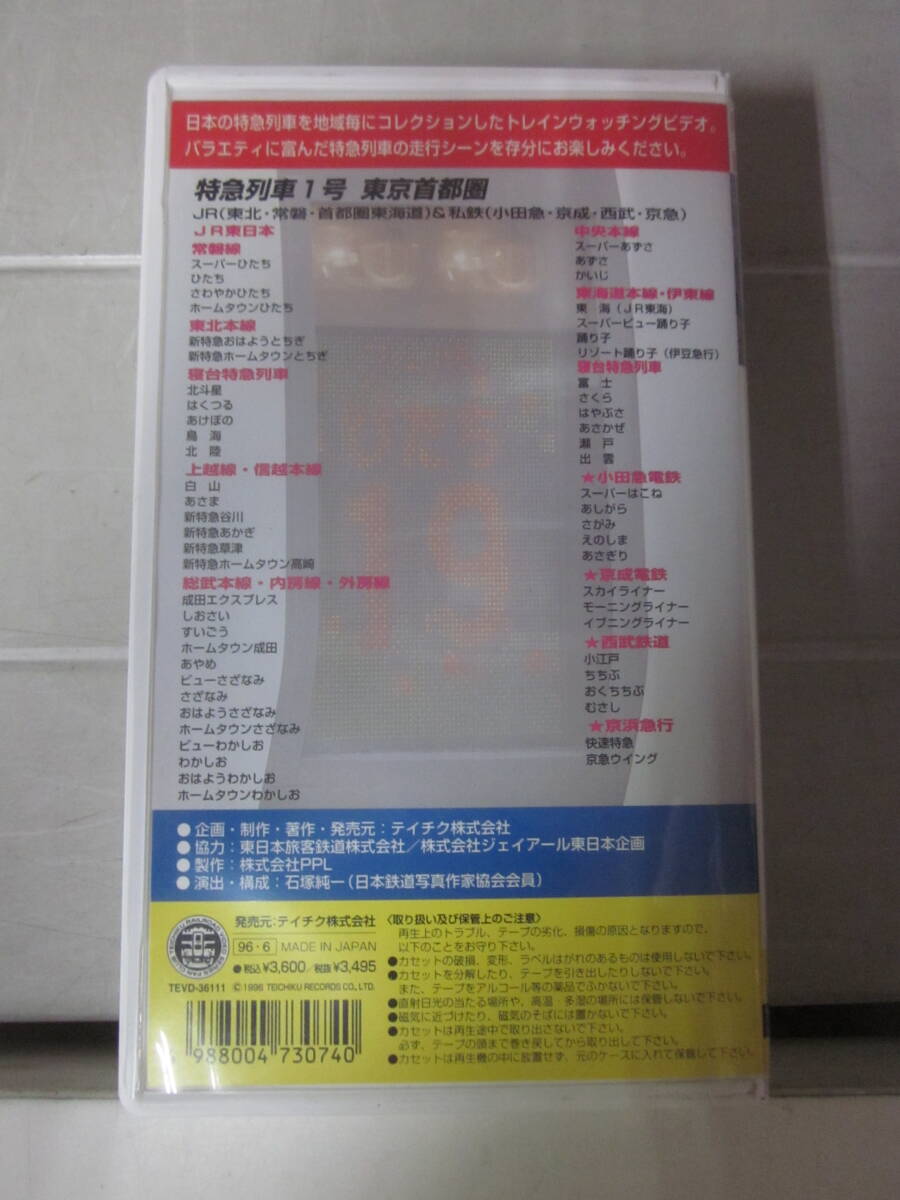 日本の特急列車を地域毎にコレクションしたトレインウォッチングビデオ。
バラエティに富んだ特急列車の走行シーンを存分にお楽しみください。
特急列車1号 東京首都圏
JR(東北・常磐・首都圏東海道)&私鉄(小田急・京成・西武・京急)
JR東日本
常磐線
スーパーひたち
ひたち
さわやかひたち
ホームタウンひたち
東北本線
新特急おはようとちぎ
新特急ホームタウンとちぎ
寝台特急列車
北斗星
はくつる
あけぼの
鳥 海
北 陸
上越線・信越本線
白 山
あさま
新特急谷川
新特急あかぎ
新特急草津
新特急ホームタウン高崎
総武本線・内房線・外房線
成田エクスプレス
しおさい
すいごう
ホームタウン成田
あやめ
ビューさざなみ
さざなみ
おはようさざなみ
ホームタウンさざなみ
ビューわかしお
わかしお
おはようわかしお
ホームタウンわかしお
中央本線
スーパーあずさ
あずさ
かいじ
東海道本線・伊東線
東 海(JR東海)
スーパービュー踊り子
踊り子
リゾート踊り子(伊豆急行)
寝台特急列車
富 士
さくら
はやぶさ
あさかぜ
瀬 戸
出 雲
★小田急電鉄
スーパーはこね
あしがら
さがみ
えのしま
あさぎり
★京成電鉄
スカイライナー
モーニングライナー
イブニングライナー
★西武鉄道
小江戸
ちちぶ
おくちちぶ
むさし
★京浜急行
快速特急
京急ウイング
●企画・制作・著作・発売元:テイチク株式会社
●協力:東日本旅客鉄道株式会社/株式会社ジェイアール東日本企画
●製作:株式会社PPL
●演出・構成:石塚純一(日本鉄道写真作家協会会員)
発売元:テイチク株式会社
96・6 MADE IN JAPAN
●税込¥3,600/税抜¥3,495
TEVD-36111 ©1996 TEICHIKU RECORDS CO., LTD.
4 988004 730740
〈取り扱い及び保管上のご注意〉
再生上のトラブル、テープの劣化、損傷の原因となりますので、
以下のことをお守り下さい。
●カセットの破損、変形、ラベルはがれのあるものは使用しないで下さい。
●カセットを分解したり、テープを引き出したりしないで下さい。
また、テープをアルコール等の薬品でふかないで下さい。
●直射日光の当たる場所や、高温・多湿の場所には保管しないで下さい。
●磁気に近づけたり、磁気のそばには置かないで下さい。
●カセットは再生途中で取り出さないで下さい。
必ず、テープの頭まで巻き戻してから取り出して下さい。
●カセットは再生機の中に放置せず、元のケースに入れて保管して下さい。